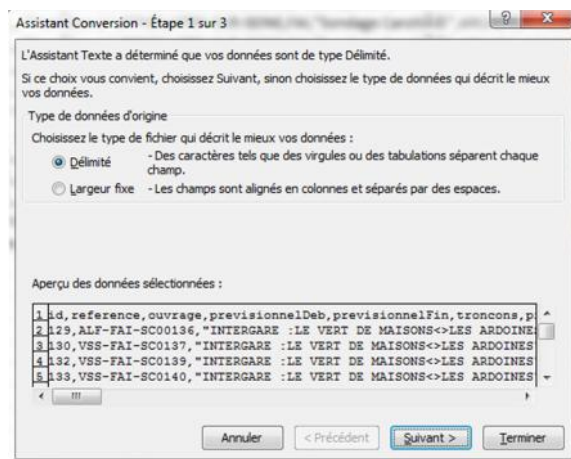 Assistant Conversion - Étape 1 sur 3
L'Assistant Texte a déterminé que vos données sont de type Délimité.
Si ce choix vous convient, choisissez Suivant, sinon choisissez le type de données qui décrit le mieux
vos données.
Type de données d'origine
Choisissez le type de fichier qui décrit le mieux vos données :
Délimité - Des caractères tels que des virgules ou des tabulations séparent chaque
champ.
Largeur fixe - Les champs sont alignés en colonnes et séparés par des espaces.
Aperçu des données sélectionnées :
1 id,reference,ouvrage,previsionnelDeb,previsionnelFin,troncons,p
2 129,ALF-FAI-SC00136,"INTERGARE :LE VERT DE MAISONS<>LES ARDOINE
3 130,VSS-FAI-SC0137,"INTERGARE :LE VERT DE MAISONS<>LES ARDOINES
4 132,VSS-FAI-SC0139,"INTERGARE :LE VERT DE MAISONS<>LES ARDOINES
5 133,VSS-FAI-SC0140,"INTERGARE :LE VERT DE MAISONS<>LES ARDOINES
Annuler < Précédent Suivant > Terminer